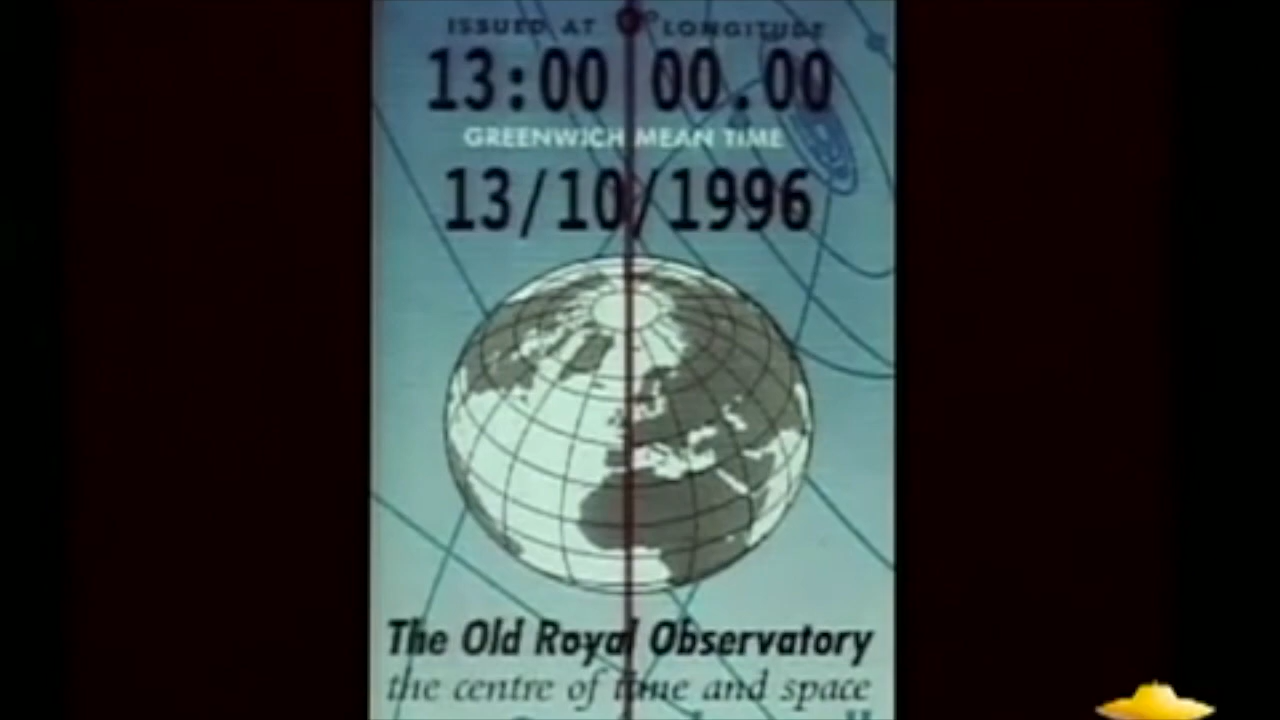 ISSUED AT 0° LONGITUDE
13:00 00.00
GREENWICH MEAN TIME
13/10/1996
The Old Royal Observatory
the centre of time and space